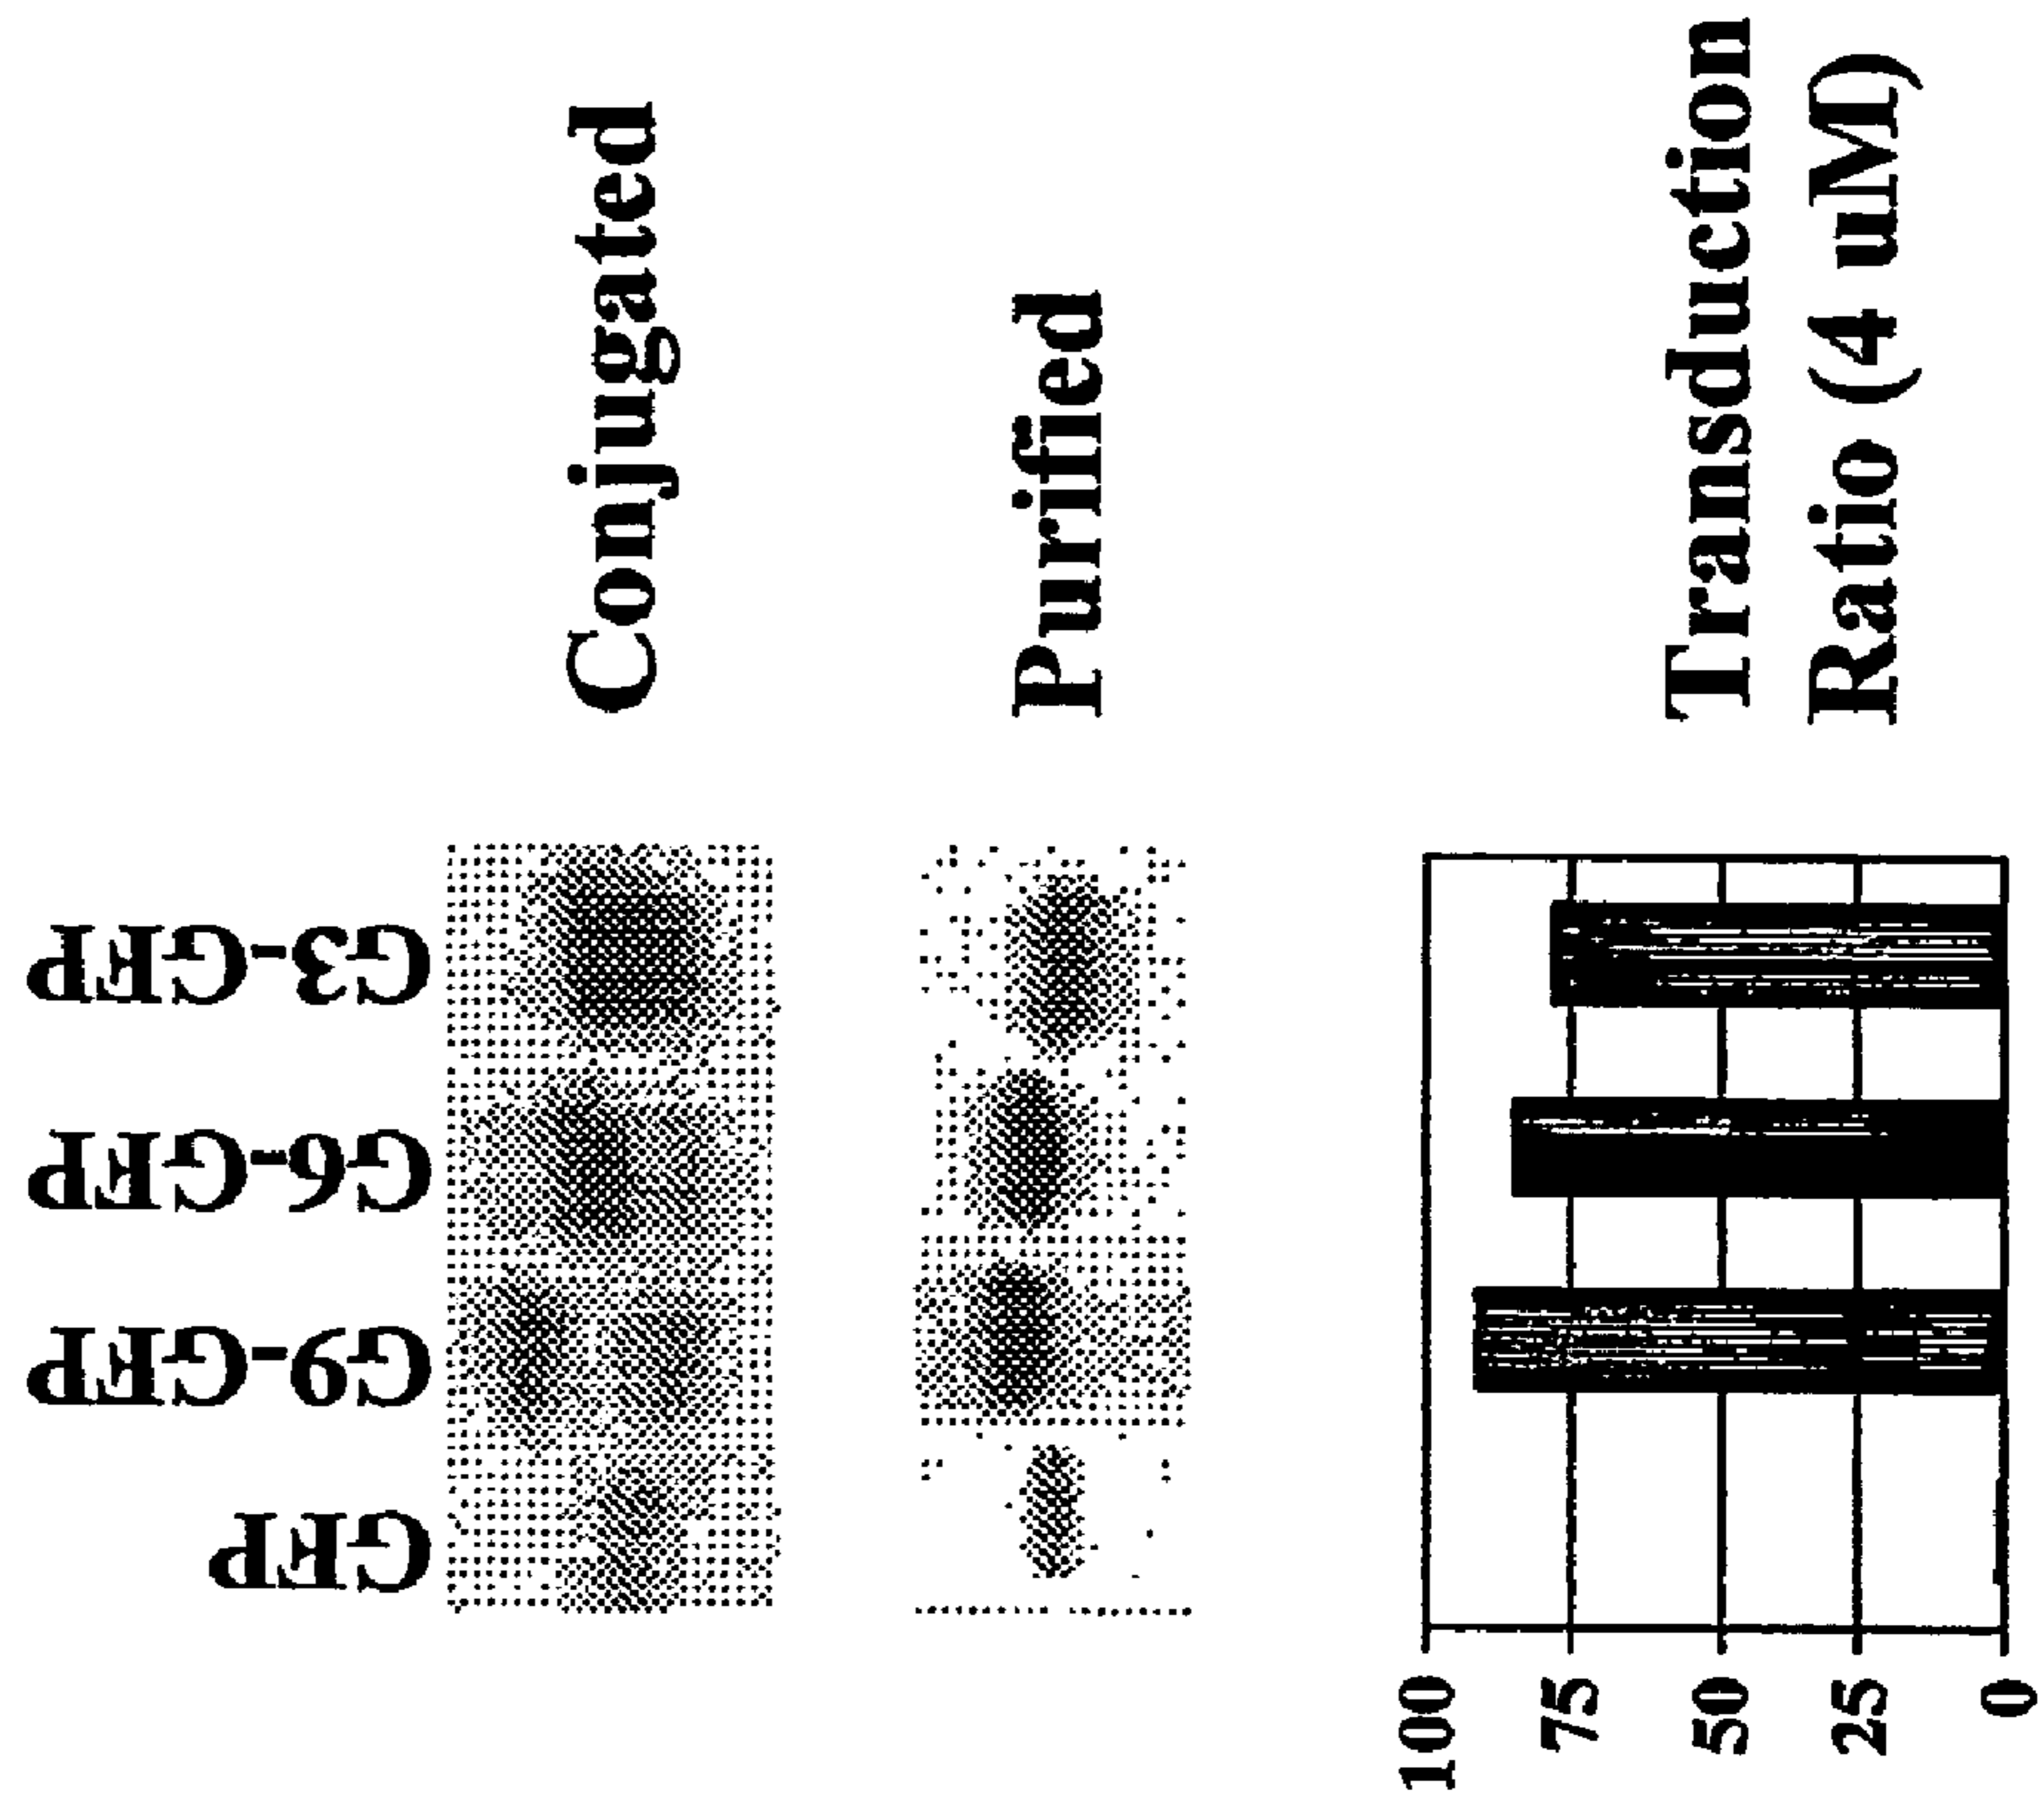 GFP
G9-GFP
G6-GFP
G3-GFP
Conjugated
Purified
100
75
50
25
0
Transduction
Ratio (4 uM)